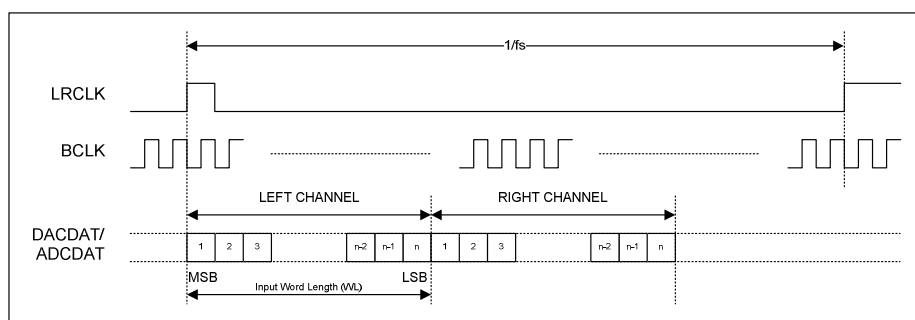 1/fs
LRCLK
BCLK
LEFT CHANNEL RIGHT CHANNEL
DACDAT/
ADCDAT
1 2 3 n-2 n-1 n 1 2 3 n-2 n-1 n
MSB LSB
Input Word Length (WL)